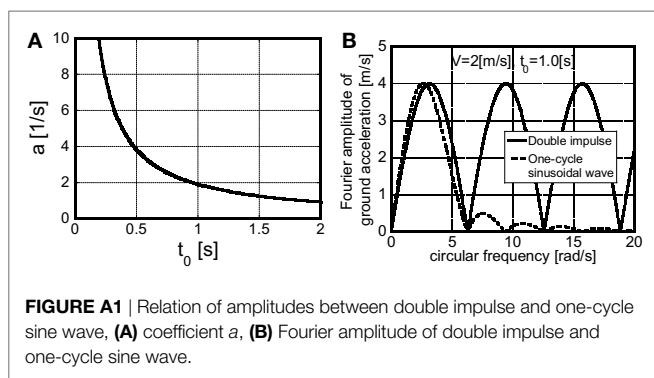 A
10
8
6
4
2
0
a [1/s]
0 0.5 1 1.5 2
t0 [s]
B
5
4
3
2
1
0
Fourier amplitude of
ground acceleration [m/s]
V=2[m/s], t0=1.0[s]
Double impulse
One-cycle
sinusoidal wave
0 5 10 15 20
circular frequency [rad/s]
FIGURE A1 | Relation of amplitudes between double impulse and one-cycle
sine wave, (A) coefficient a, (B) Fourier amplitude of double impulse and
one-cycle sine wave.